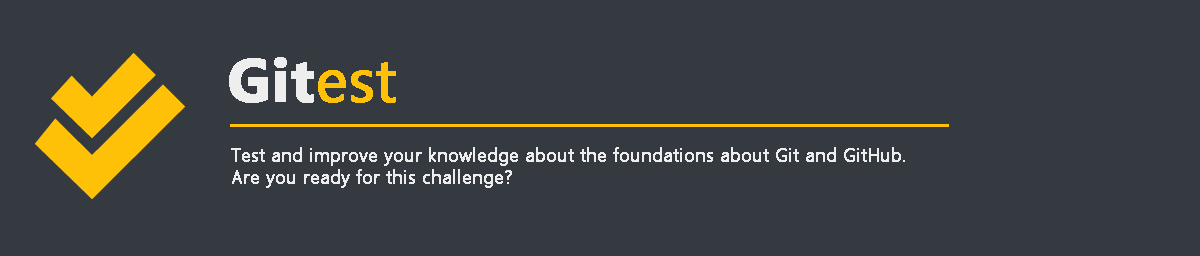 Gitest
Test and improve your knowledge about the foundations about Git and GitHub.
Are you ready for this challenge?